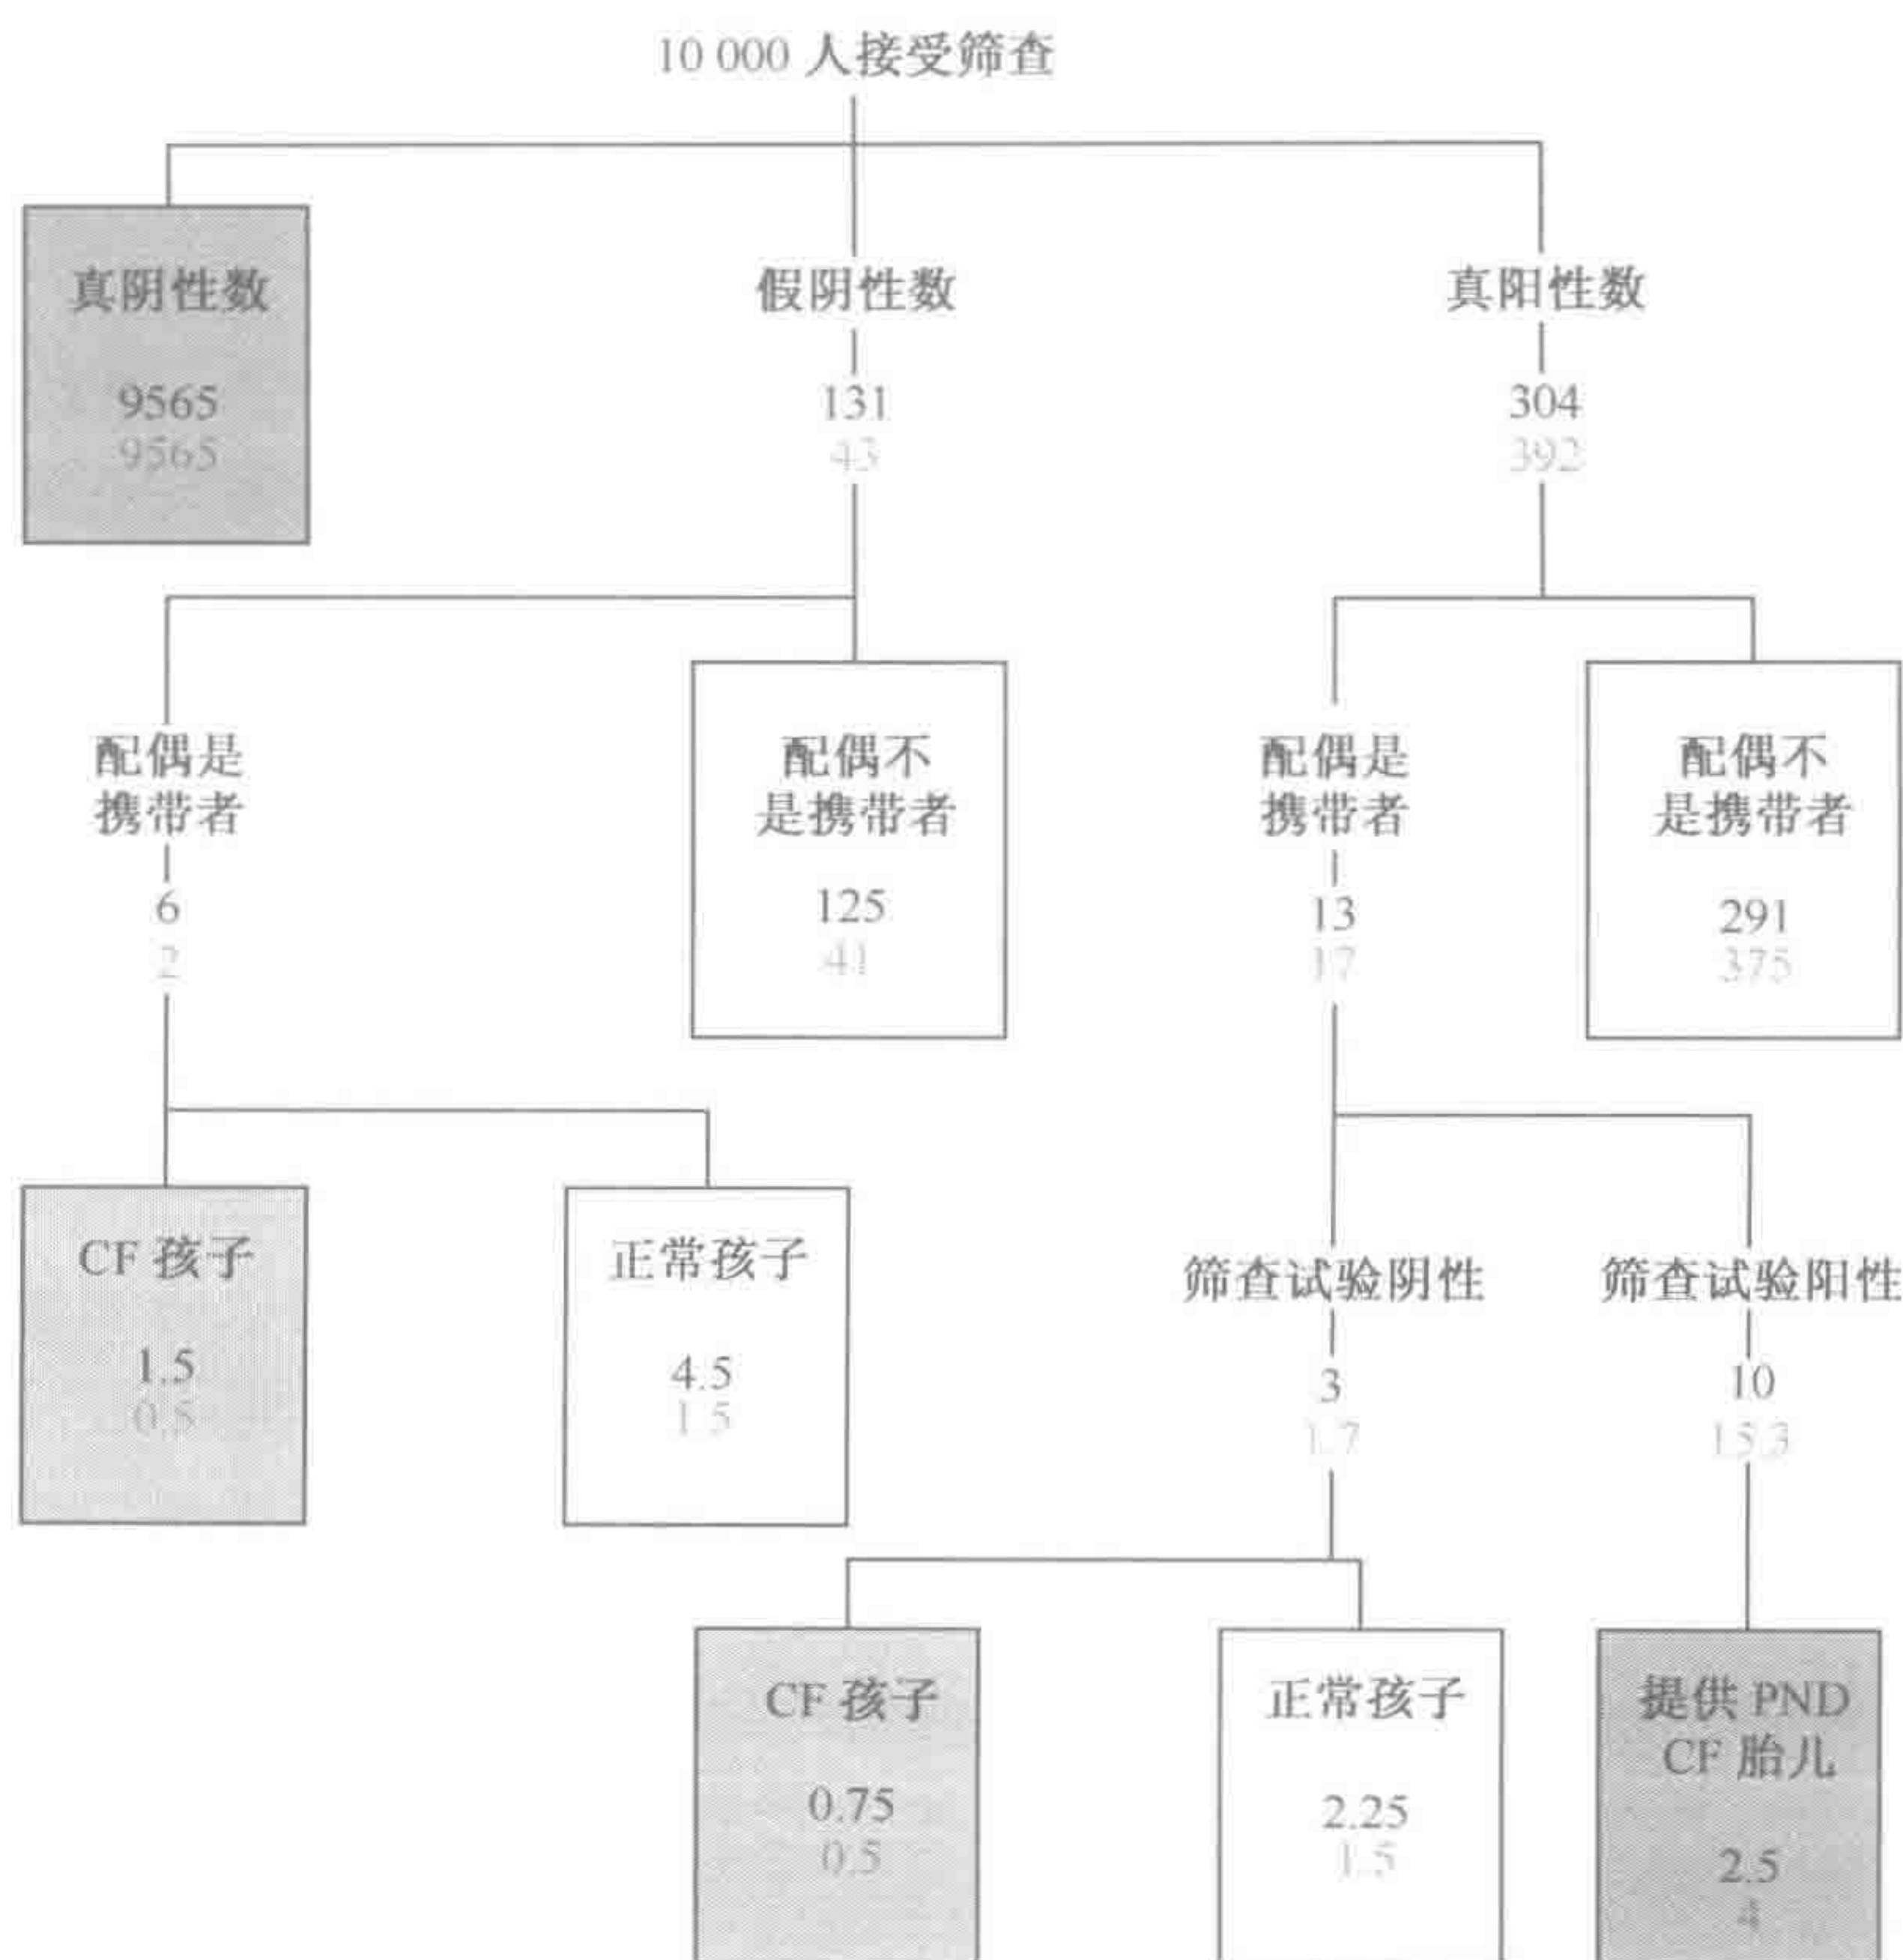 10 000 人接受筛查
真阴性数
9565
9565
假阴性数
131
43
真阳性数
304
392
配偶是
携带者
6
2
配偶不
是携带者
125
41
配偶是
携带者
13
17
配偶不
是携带者
291
375
CF 孩子
1.5
0.5
正常孩子
4.5
1.5
筛查试验阴性
3
1.7
筛查试验阳性
10
15.3
CF 孩子
0.75
0.5
正常孩子
2.25
1.5
提供 PND
CF 胎儿
2.5
4